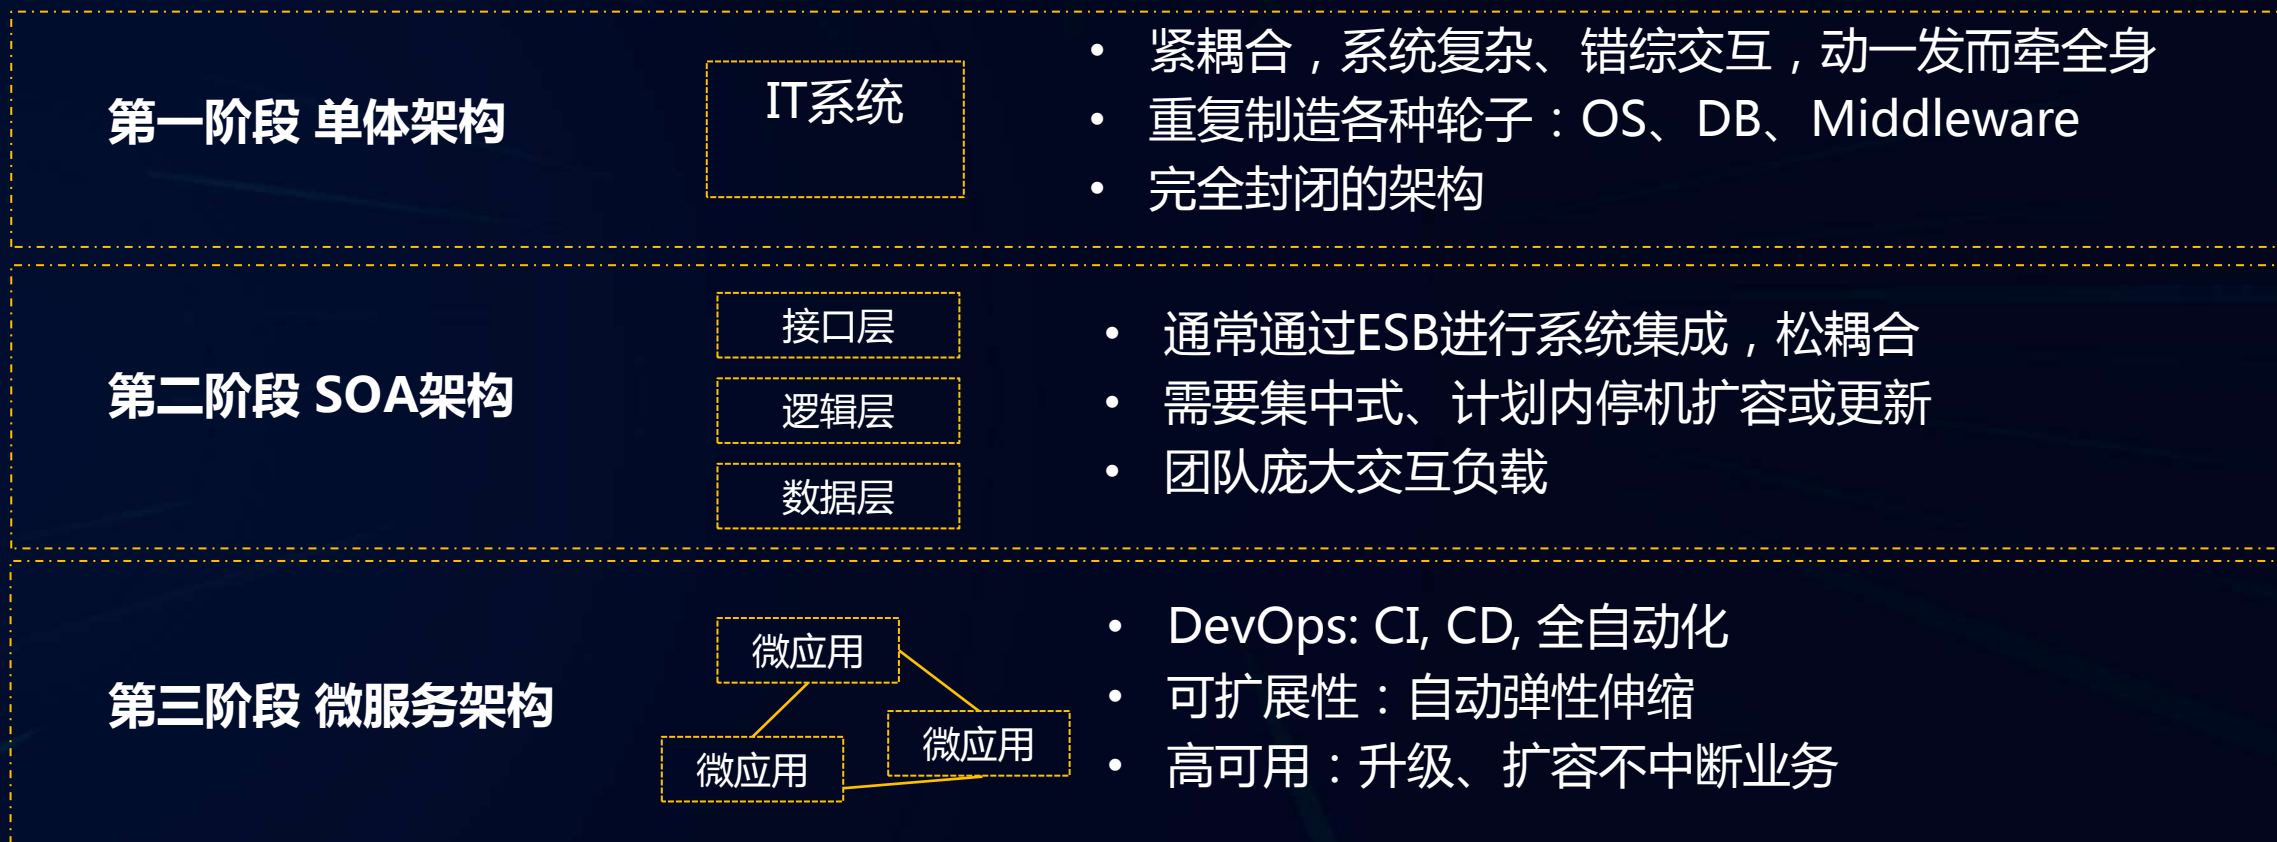 第一阶段 单体架构
IT系统
• 紧耦合，系统复杂、错综交互，动一发而牵全身
• 重复制造各种轮子：OS、DB、Middleware
• 完全封闭的架构
第二阶段 SOA架构
接口层
逻辑层
数据层
• 通常通过ESB进行系统集成，松耦合
• 需要集中式、计划内停机扩容或更新
• 团队庞大交互负载
第三阶段 微服务架构
微应用
微应用
微应用
• DevOps: CI, CD, 全自动化
• 可扩展性：自动弹性伸缩
• 高可用：升级、扩容不中断业务